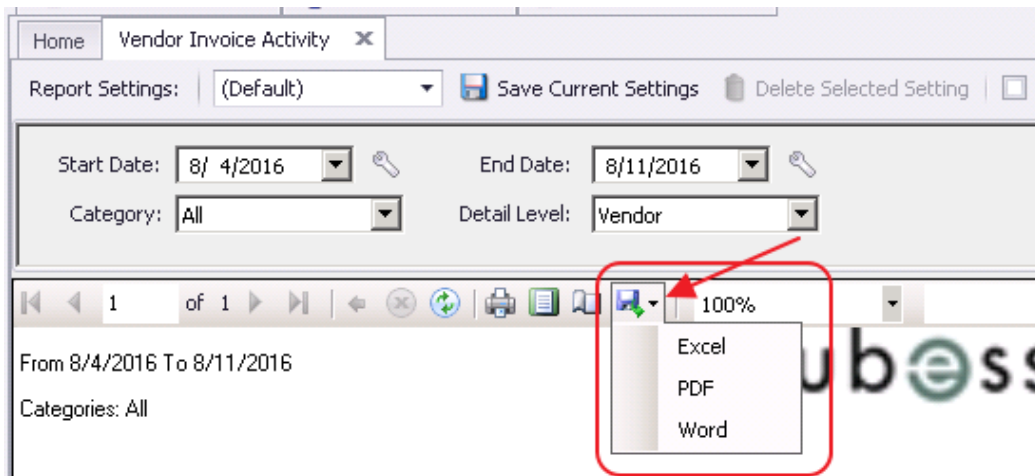 Home Vendor Invoice Activity
Report Settings: (Default) Save Current Settings Delete Selected Setting
Start Date: 8/ 4/2016 End Date: 8/11/2016
Category: All Detail Level: Vendor
1 of 1 100%
From 8/4/2016 To 8/11/2016
Categories: All
Excel
PDF
Word